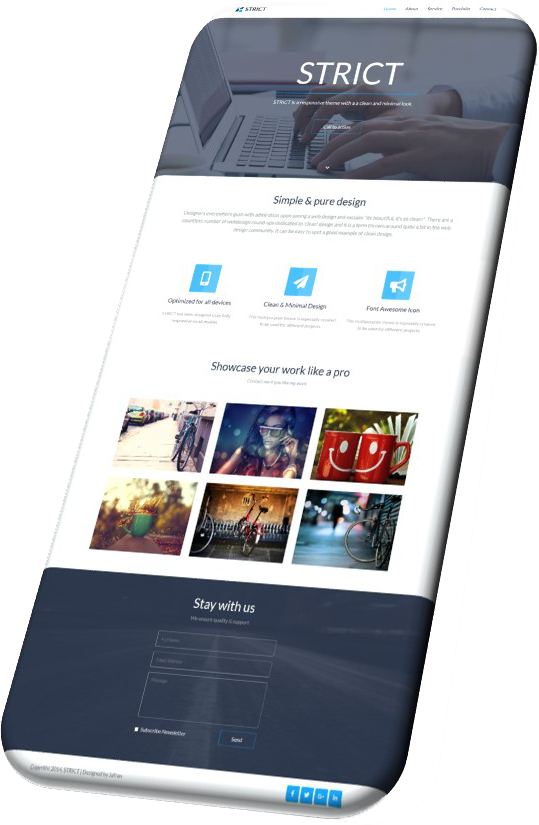 STRICT
Home About Service Portfolio Contact
STRICT
STRICT is a responsive theme with a a clean and minimal look
Call to Action
Simple & pure design
Designers everywhere gush with admiration upon seeing a web design and exclaim "its beautiful, it's so clean!". There are a
countless number of webdesign round-ups dedicated to 'clean' design and it is a term thrown around quite a bit in the web
design community. It can be easy to spot a good example of clean design.
Optimized for all devices
STRICT has been designed to be fully
responsive on all devices
Clean & Minimal Design
This multipurpose theme is especially created
to be used for different projects
Font Awesome Icon
This multipurpose theme is especially created
to be used for different projects
Showcase your work like a pro
Contact me if you like my work
Stay with us
We ensure quality & support
Full Name
Email Address
Message
Subscribe Newsletter
Send
Copyright 2014 STRICT | Designed by